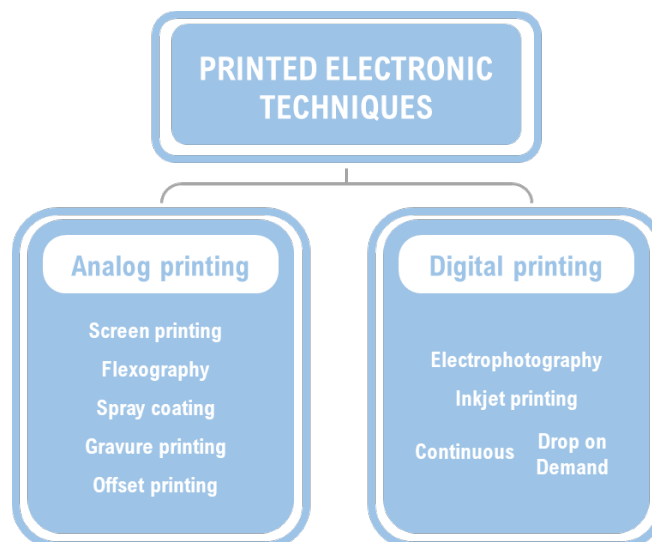 PRINTED ELECTRONIC
TECHNIQUES
Analog printing
Screen printing
Flexography
Spray coating
Gravure printing
Offset printing
Digital printing
Electrophotography
Inkjet printing
Continuous
Drop on
Demand